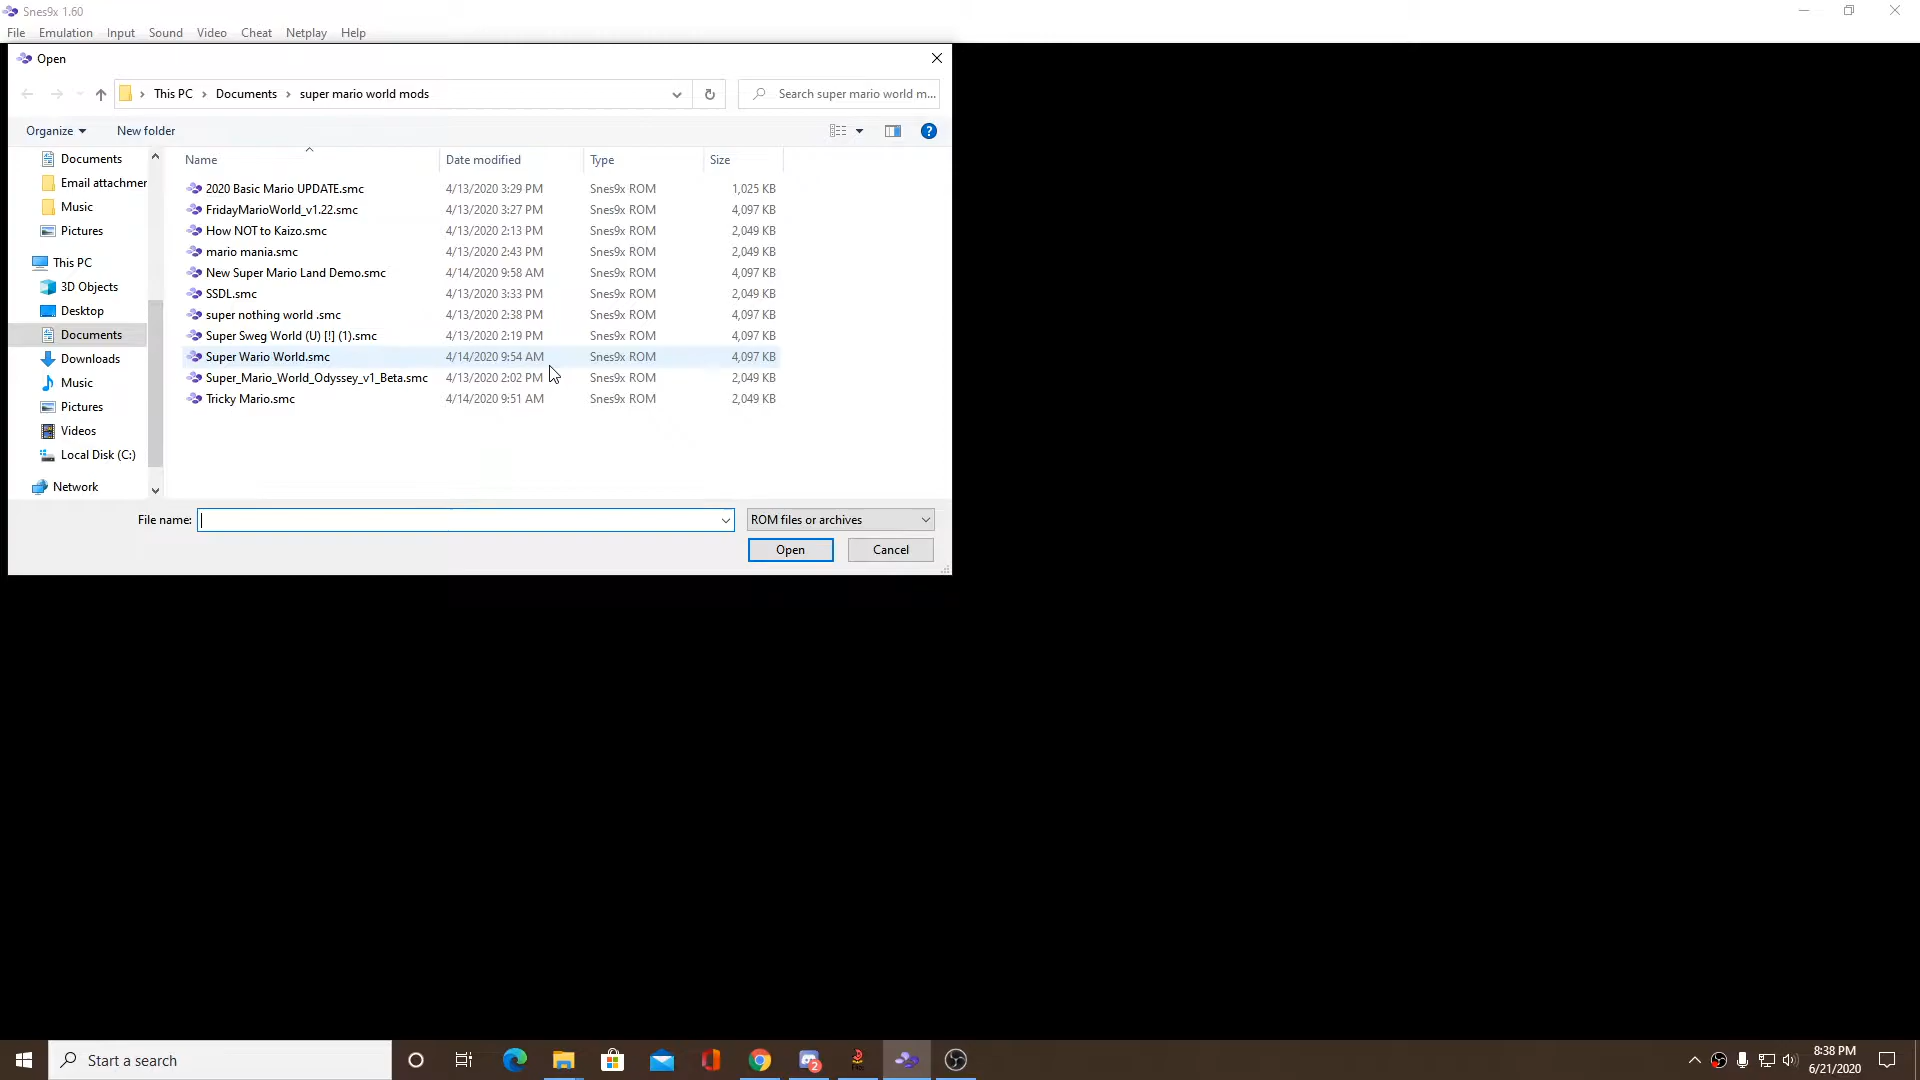 Snes9x 1.60
File Emulation Input Sound Video Cheat Netplay Help
Open
This PC Documents super mario world mods
Search super mario world m...
Organize New folder
Name Date modified Type Size
Documents
Email attachmer
Music
Pictures
This PC
3D Objects
Desktop
Documents
Downloads
Music
Pictures
Videos
Local Disk (C:)
Network
2020 Basic Mario UPDATE.smc 4/13/2020 3:29 PM Snes9x ROM 1,025 KB
FridayMarioWorld_v1.22.smc 4/13/2020 3:27 PM Snes9x ROM 4,097 KB
How NOT to Kaizo.smc 4/13/2020 2:13 PM Snes9x ROM 2,049 KB
mario mania.smc 4/13/2020 2:43 PM Snes9x ROM 2,049 KB
New Super Mario Land Demo.smc 4/14/2020 9:58 AM Snes9x ROM 4,097 KB
SSDL.smc 4/13/2020 3:33 PM Snes9x ROM 2,049 KB
super nothing world .smc 4/13/2020 2:38 PM Snes9x ROM 4,097 KB
Super Sweg World (U) [!] (1).smc 4/13/2020 2:19 PM Snes9x ROM 4,097 KB
Super Wario World.smc 4/14/2020 9:54 AM Snes9x ROM 4,097 KB
Super_Mario_World_Odyssey_v1_Beta.smc 4/13/2020 2:02 PM Snes9x ROM 2,049 KB
Tricky Mario.smc 4/14/2020 9:51 AM Snes9x ROM 2,049 KB
File name:
ROM files or archives
Open Cancel
Start a search
2
8:38 PM
6/21/2020